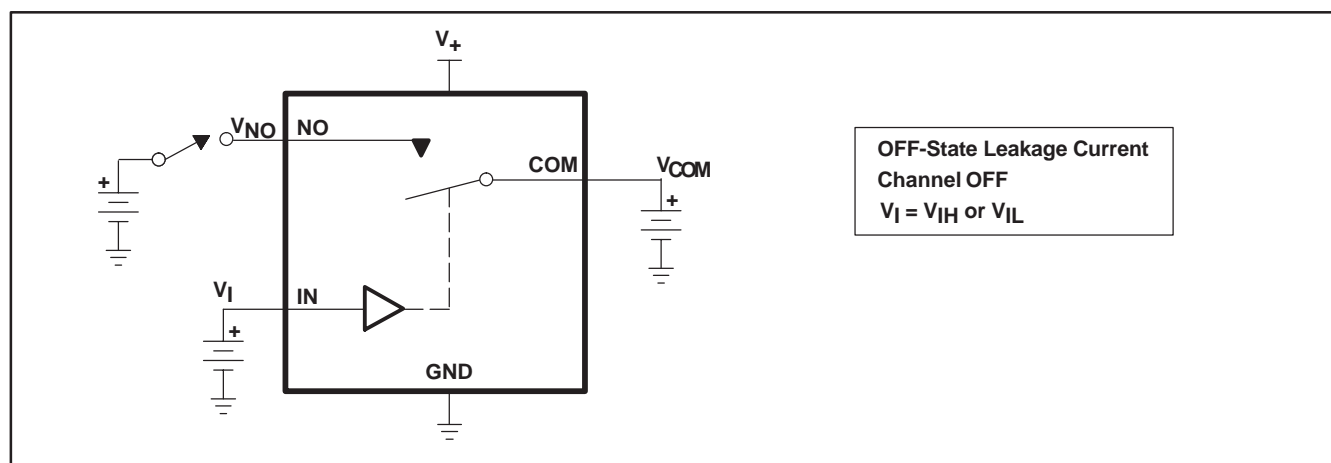 V+
VNO NO
+
COM VCOM
+
VI IN
+
GND
OFF-State Leakage Current
Channel OFF
VI = VIH or VIL